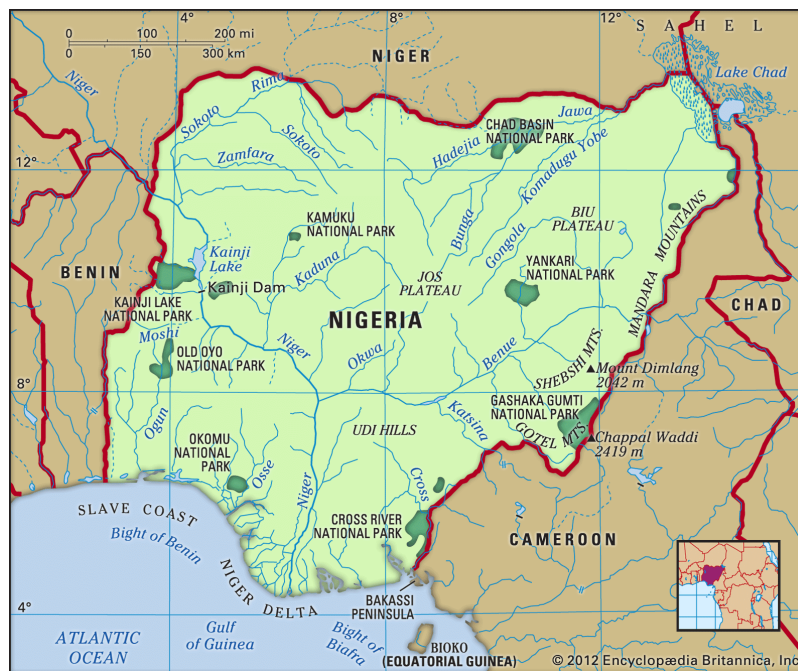 4°
8°
12°
SAHEL
0 100 200 mi
0 150 300 km
NIGER
Lake Chad
Niger
Rima
Sokoto
Sokoto
Zamfara
Jawa
CHAD BASIN
NATIONAL PARK
Hadejia
Komadugu Yobe
12°
KAMUKU
NATIONAL PARK
Bunga
Gongola
BIU
PLATEAU
MANDARA MOUNTAINS
BENIN
Kainji
Lake
Kaduna
JOS
PLATEAU
YANKARI
NATIONAL PARK
Kainji Dam
KAINJI LAKE
NATIONAL PARK
CHAD
NIGERIA
Moshi
OLD OYO
NATIONAL PARK
Niger
Okwa
Benue
SHEBSHI MTS.
Mount Dimlang
2042 m
8°
Ogun
Katsina
GASHAKA GUMTI
NATIONAL PARK
GOTEL MTS.
Chappal Waddi
2419 m
UDI HILLS
OKOMU
NATIONAL
PARK
Osse
Niger
Cross
SLAVE COAST
Bight of Benin
CROSS RIVER
NATIONAL PARK
CAMEROON
NIGER DELTA
BAKASSI
PENINSULA
4°
ATLANTIC
OCEAN
Gulf
of Guinea
Bight of
Biafra
BIOKO
(EQUATORIAL GUINEA)
© 2012 Encyclopædia Britannica, Inc.